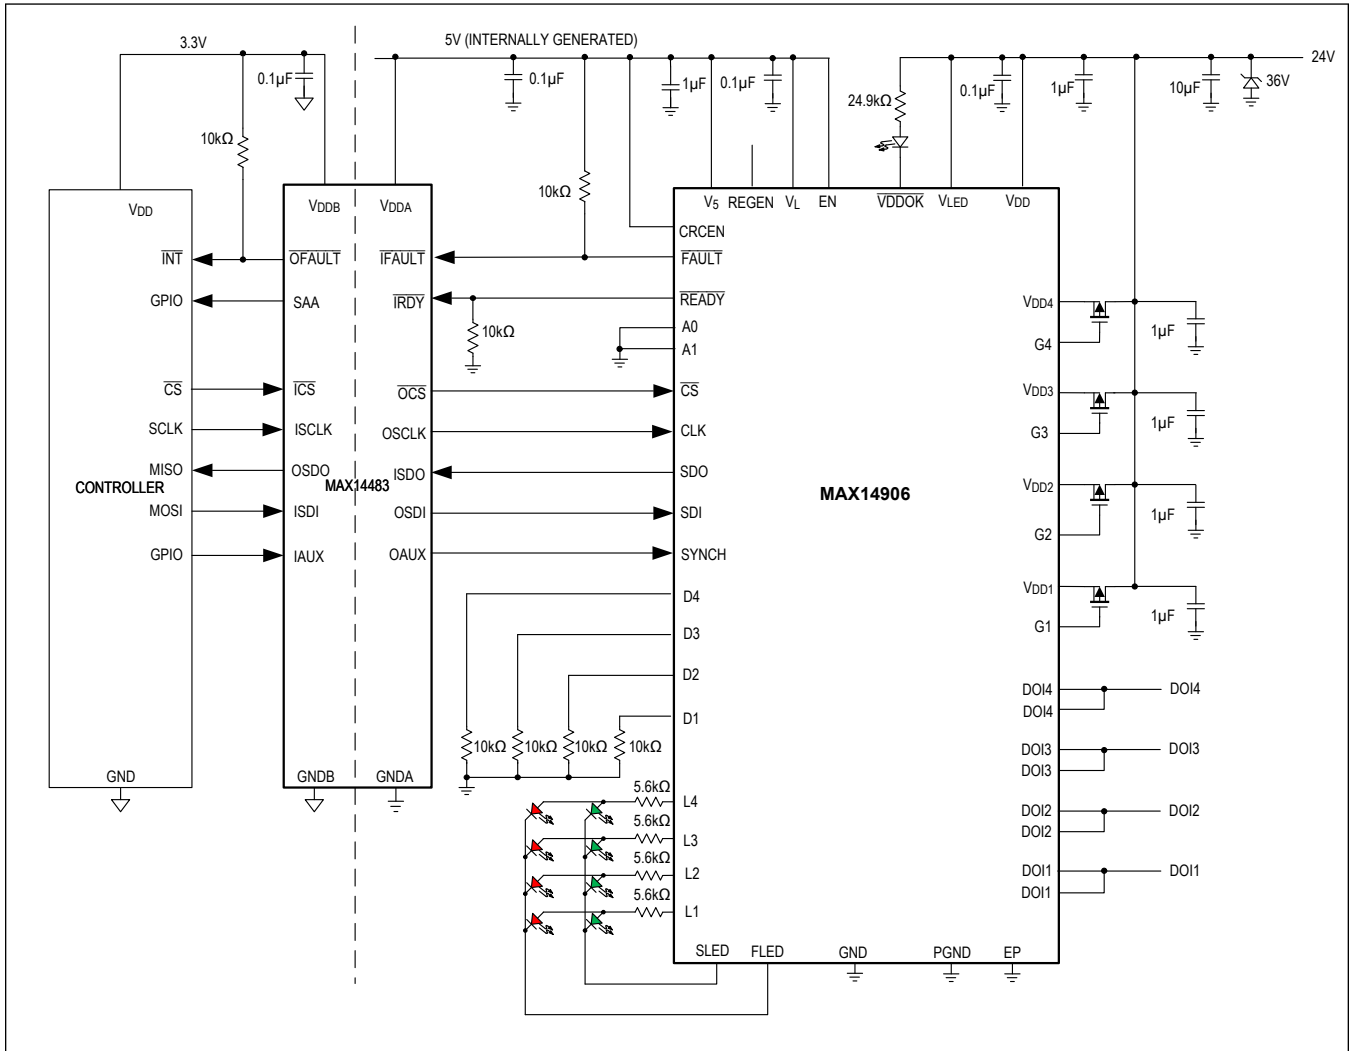 3.3V
5V (INTERNALLY GENERATED)
24V
0.1µF
0.1µF
1µF
0.1µF
24.9kΩ
0.1µF
1µF
10µF
36V
10kΩ
10kΩ
VDD
VDDB
VDDA
V5
REGEN
VL
EN
VDDOK
VLED
VDD
CRCEN
INT
OFAULT
IFAULT
FAULT
GPIO
SAA
IRDY
READY
10kΩ
A0
A1
VDD4
G4
1µF
CS
ICS
OCS
CS
VDD3
G3
1µF
SCLK
ISCLK
OSCLK
CLK
MISO
OSDO
ISDO
SDO
CONTROLLER
MAX14483
MAX14906
VDD2
G2
1µF
MOSI
ISDI
OSDI
SDI
GPIO
IAUX
OAUX
SYNCH
VDD1
G1
1µF
D4
D3
D2
D1
10kΩ
10kΩ
10kΩ
10kΩ
DOI4
DOI4
DOI4
DOI3
DOI3
DOI3
DOI2
DOI2
DOI2
DOI1
DOI1
DOI1
GND
GNDB
GNDA
5.6kΩ
L4
5.6kΩ
L3
5.6kΩ
L2
5.6kΩ
L1
SLED
FLED
GND
PGND
EP